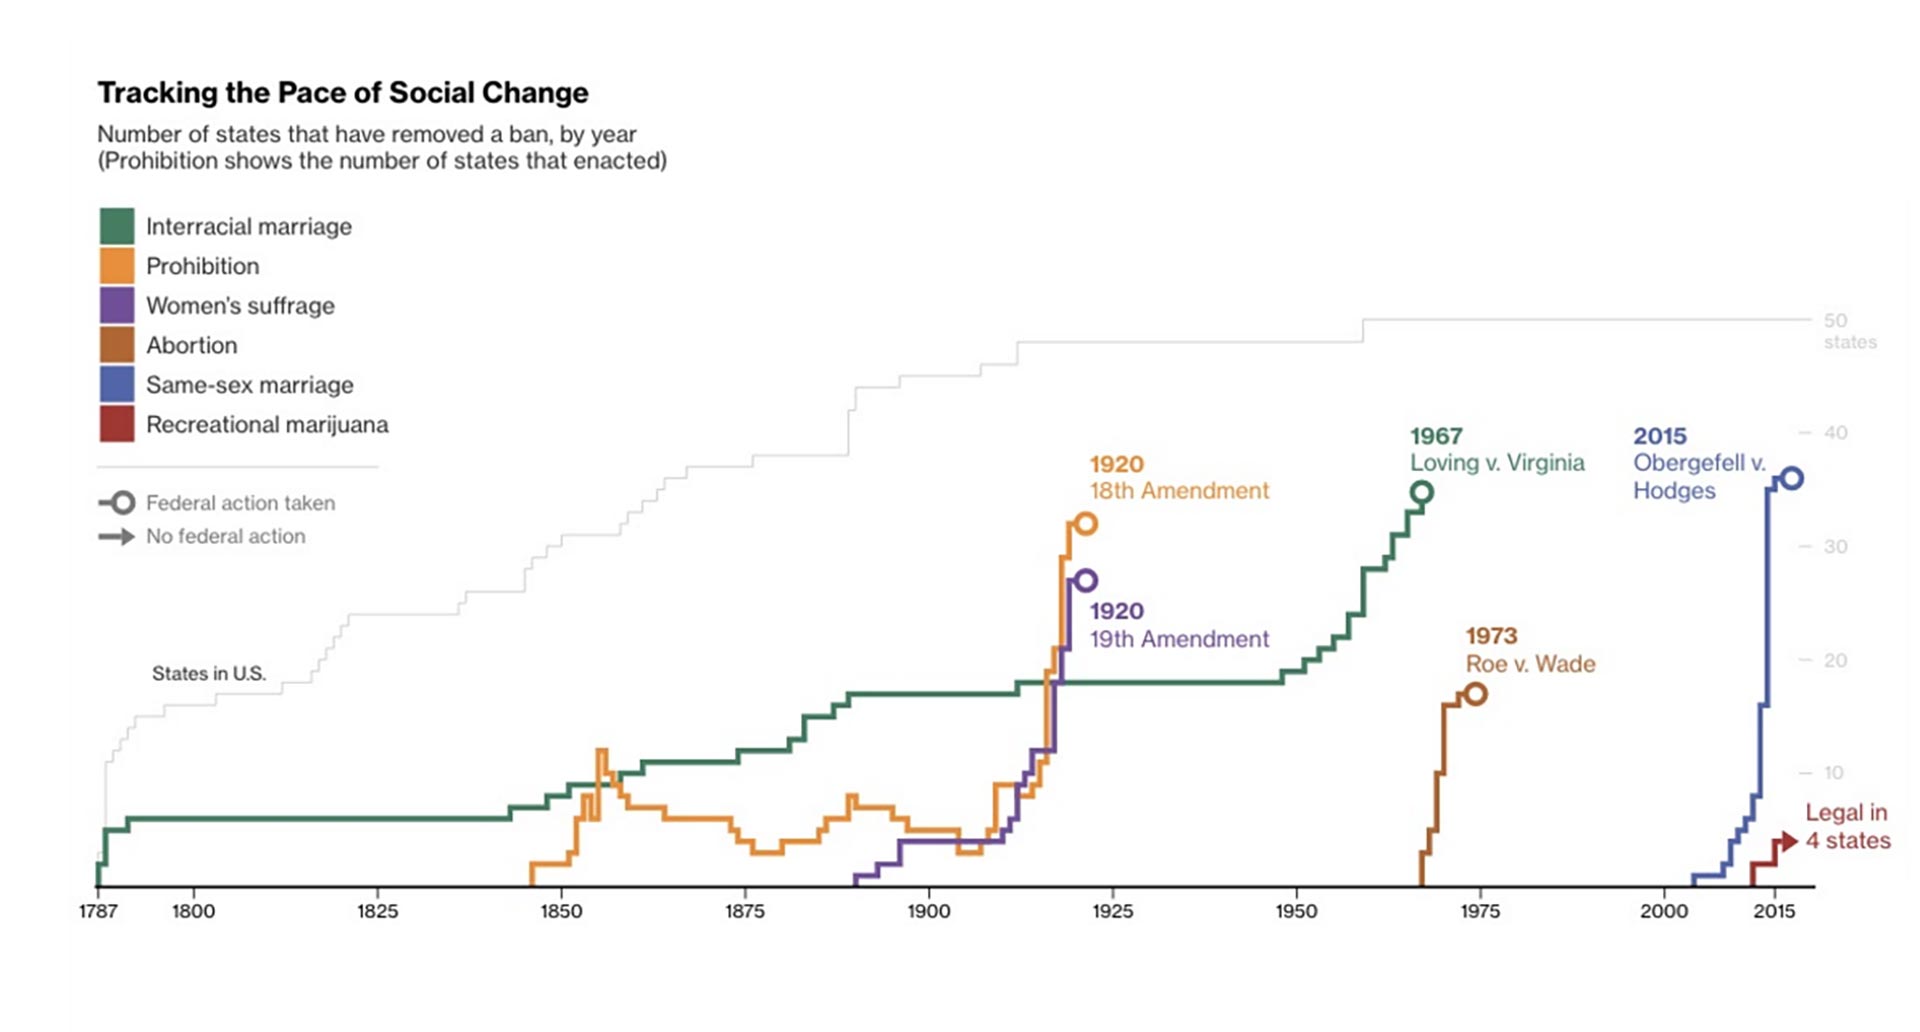 Tracking the Pace of Social Change
Number of states that have removed a ban, by year
(Prohibition shows the number of states that enacted)
Interracial marriage
Prohibition
Women's suffrage
Abortion
Same-sex marriage
Recreational marijuana
Federal action taken
No federal action
States in U.S.
1920
18th Amendment
1920
19th Amendment
1967
Loving v. Virginia
1973
Roe v. Wade
2015
Obergefell v.
Hodges
Legal in
4 states
50
states
40
30
20
10
1787 1800 1825 1850 1875 1900 1925 1950 1975 2000 2015